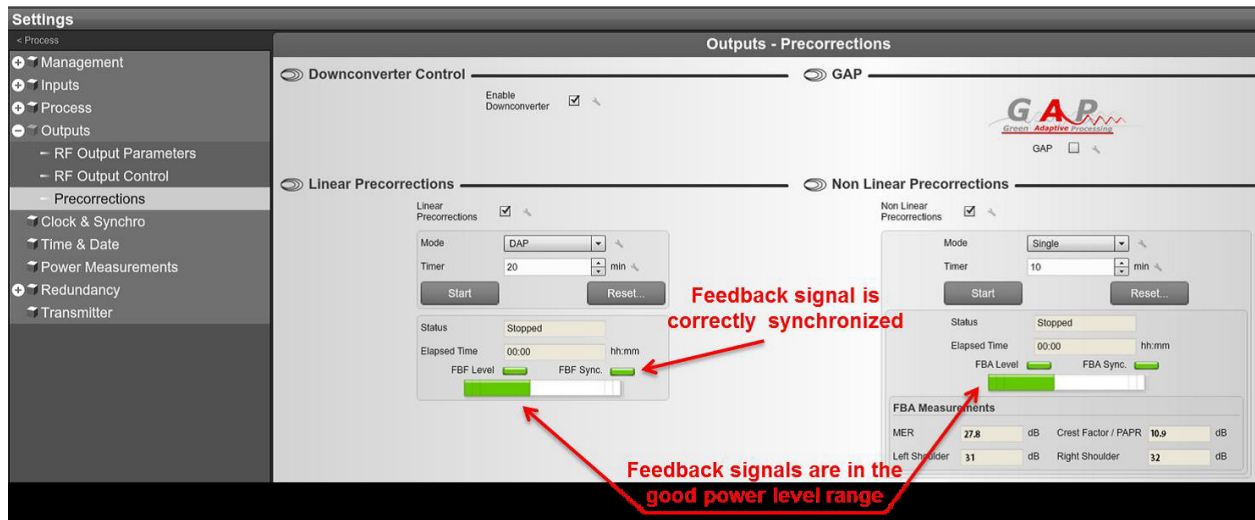 Settings
< Process
Management
Inputs
Process
Outputs
RF Output Parameters
RF Output Control
Precorrections
Clock & Synchro
Time & Date
Power Measurements
Redundancy
Transmitter
Outputs - Precorrections
Downconverter Control
Enable
Downconverter
GAP
GAP
Green Adaptive Processing
GAP
Linear Precorrections
Linear
Precorrections
Mode DAP
Timer 20 min
Start Reset...
Status Stopped
Elapsed Time 00:00 hh:mm
FBF Level FBF Sync.
Feedback signal is
correctly synchronized
Non Linear Precorrections
Non Linear
Precorrections
Mode Single
Timer 10 min
Start Reset...
Status Stopped
Elapsed Time 00:00 hh:mm
FBA Level FBA Sync.
FBA Measurements
MER 27.8 dB Crest Factor / PAPR 10.9 dB
Left Shoulder 31 dB Right Shoulder 32 dB
Feedback signals are in the
good power level range